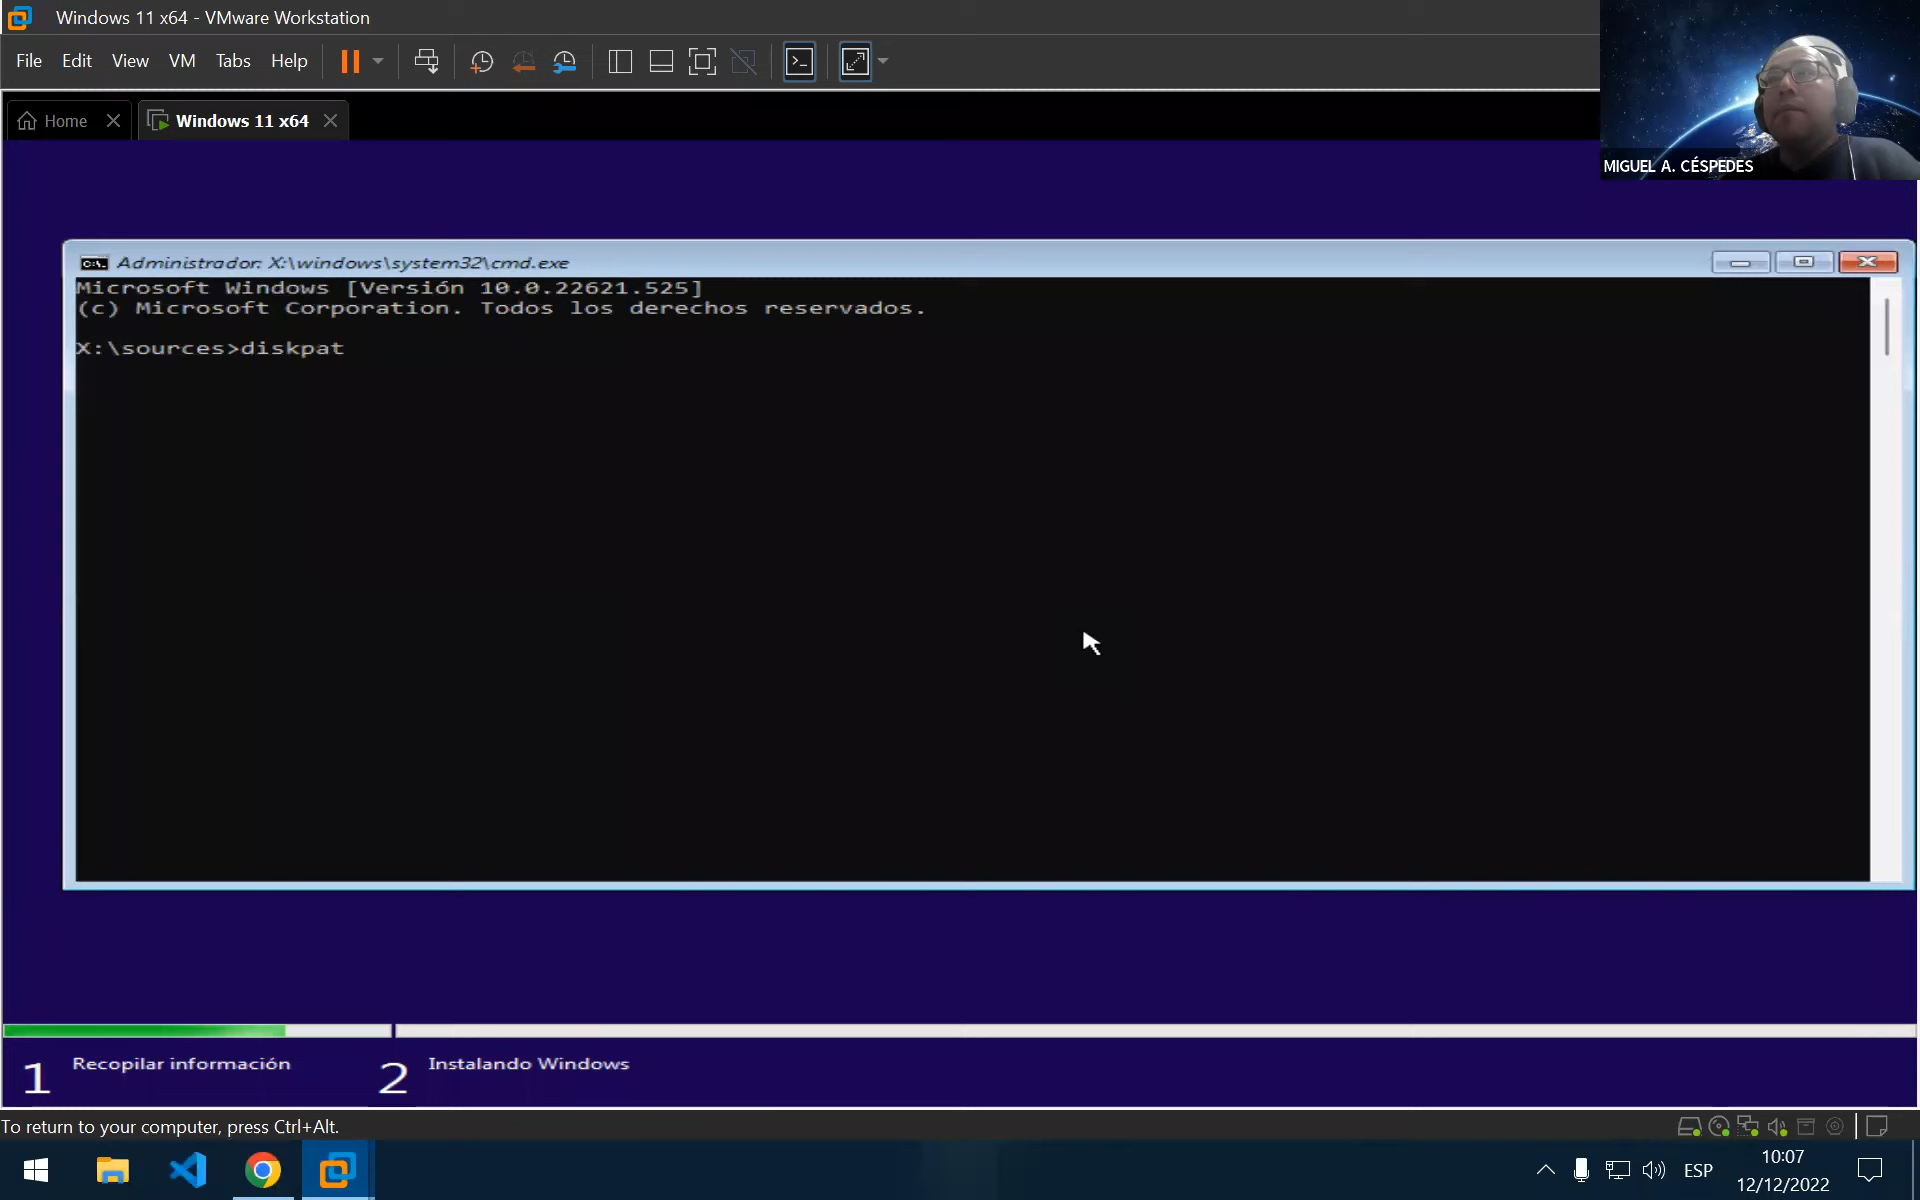 Windows 11 x64 - VMware Workstation
File Edit View VM Tabs Help
Home Windows 11 x64
MIGUEL A. CÉSPEDES
Administrador: X:\windows\system32\cmd.exe
Microsoft Windows [Versión 10.0.22621.525]
(c) Microsoft Corporation. Todos los derechos reservados.
X:\sources>diskpat
1 Recopilar información 2 Instalando Windows
To return to your computer, press Ctrl+Alt.
ESP
10:07
12/12/2022